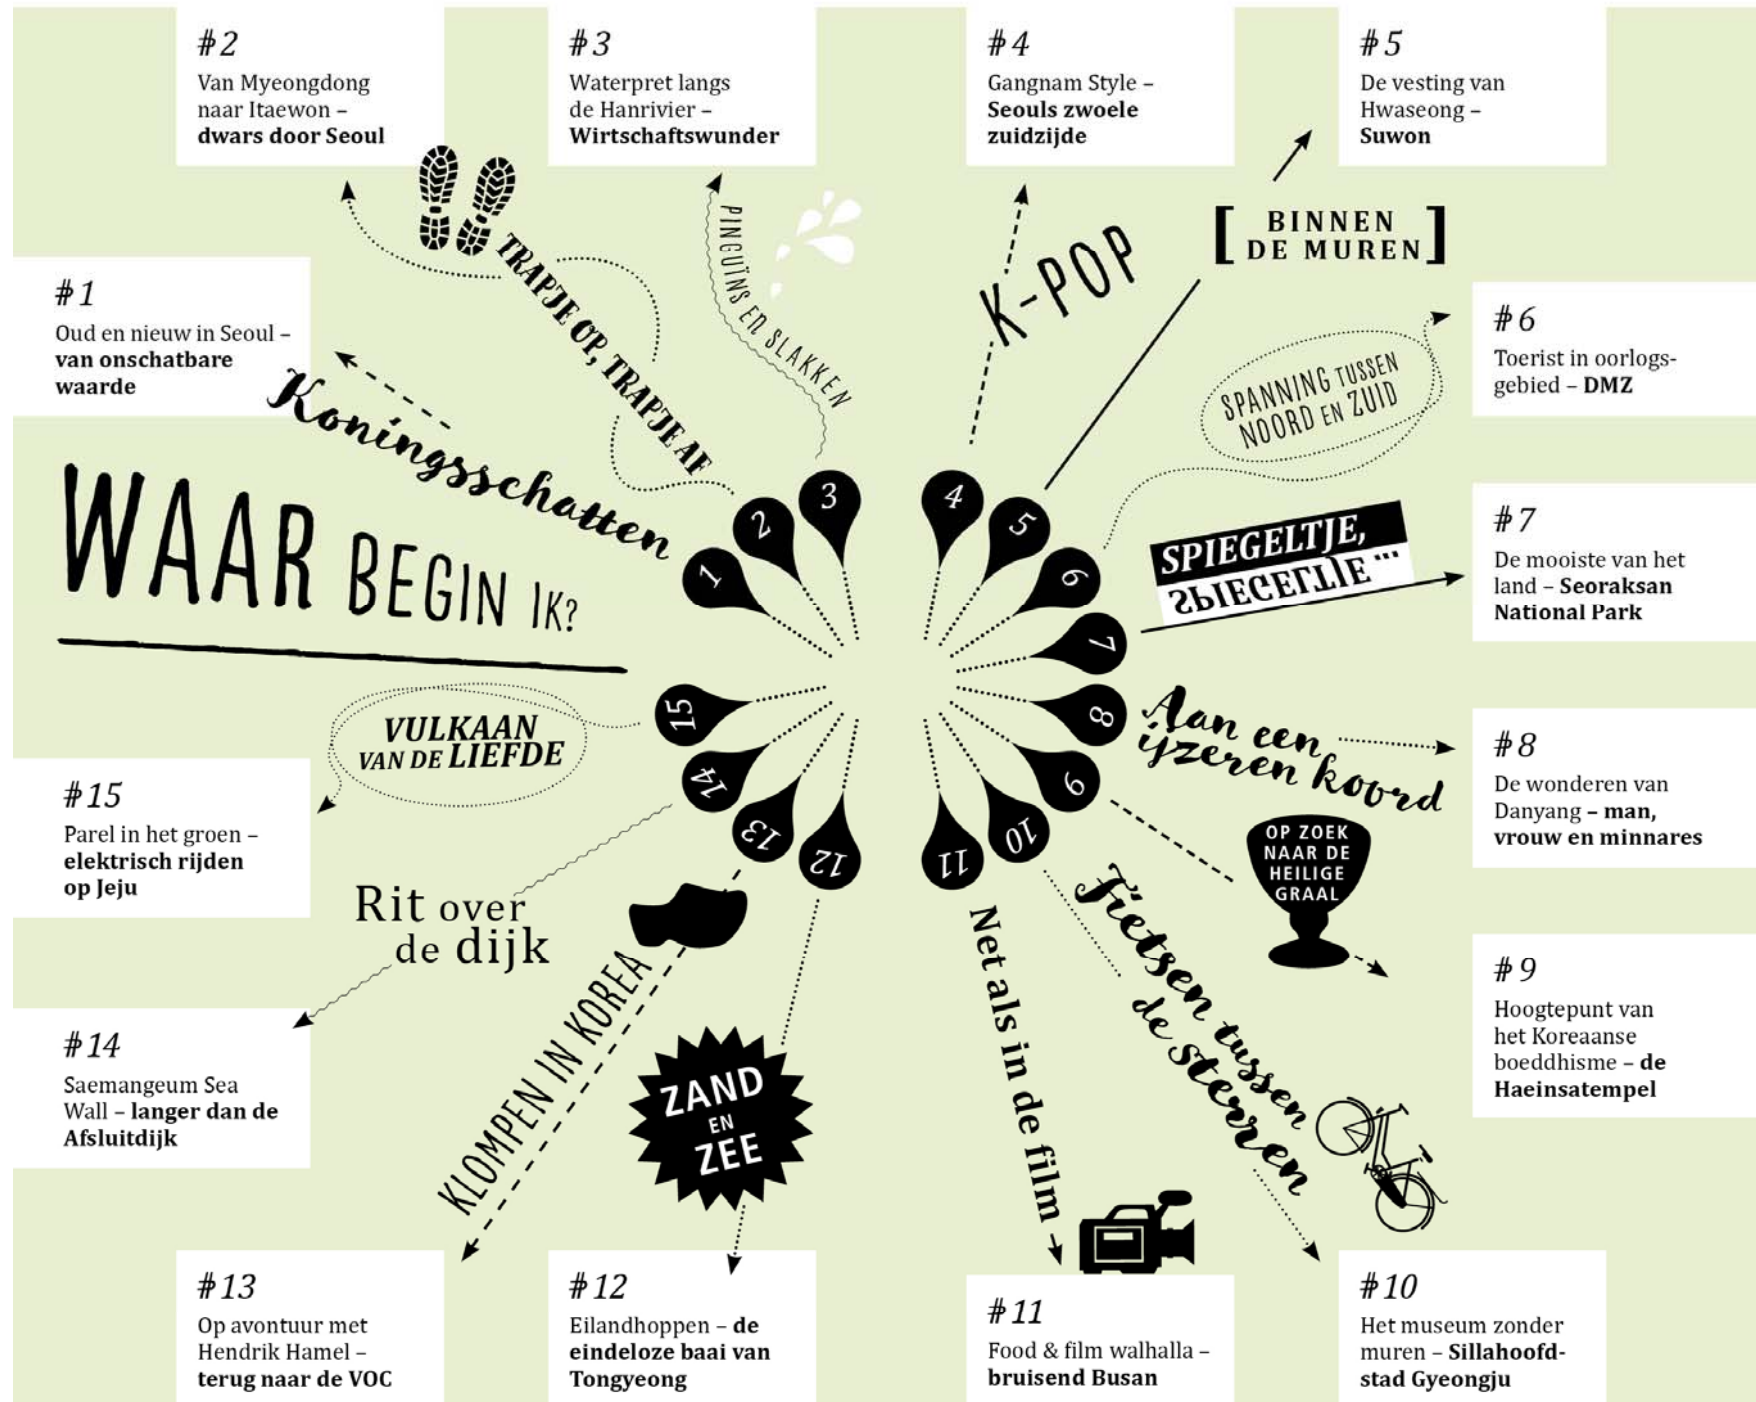 #2
Van Myeongdong
naar Itaewon –
dwars door Seoul
#3
Waterpret langs
de Hanrivier –
Wirtschaftswunder
#4
Gangnam Style –
Seouls zwoele
zuidzijde
#5
De vesting van
Hwaseong –
Suwon
#1
Oud en nieuw in Seoul –
van onschatbare
waarde
Koningsschatten
TRAPJE OP, TRAPJE AF
PINGUÏNS EN SLAKKEN
K-POP
[ BINNEN
DE MUREN ]
SPANNING TUSSEN
NOORD EN ZUID
#6
Toerist in oorlogs-
gebied – DMZ
WAAR BEGIN IK?
1
2
3
4
5
6
7
8
9
10
11
12
13
14
15
SPIEGELTJE,
SPIEGELTJE ...
#7
De mooiste van het
land – Seoraksan
National Park
Aan een
ijzeren koord
#8
De wonderen van
Danyang – man,
vrouw en minnares
VULKAAN
VAN DE LIEFDE
#15
Parel in het groen –
elektrisch rijden
op Jeju
OP ZOEK
NAAR DE
HEILIGE
GRAAL
#9
Hoogtepunt van
het Koreaanse
boeddhisme – de
Haeinsatempel
Rit over
de dijk
#14
Saemangeum Sea
Wall – langer dan de
Afsluitdijk
KLOMPEN IN KOREA
ZAND
EN
ZEE
Net als in de film
Fietsen tussen
de sterren
#13
Op avontuur met
Hendrik Hamel –
terug naar de VOC
#12
Eilandhoppen – de
eindeloze baai van
Tongyeong
#11
Food & film walhalla –
bruisend Busan
#10
Het museum zonder
muren – Sillahoofd-
stad Gyeongju